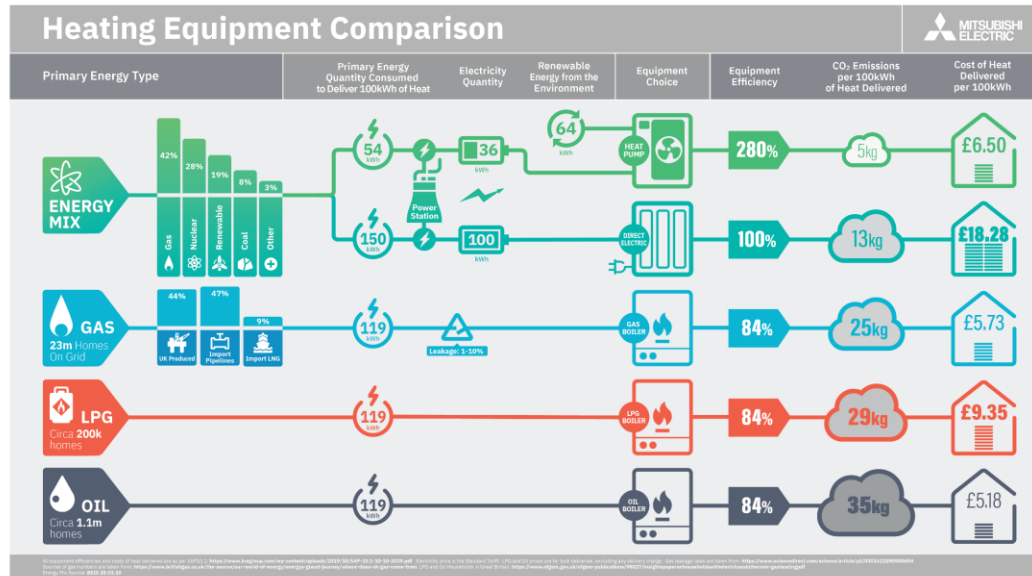 Heating Equipment Comparison
MITSUBISHI
ELECTRIC
Primary Energy Type
Primary Energy
Quantity Consumed
to Deliver 100kWh of Heat
Electricity
Quantity
Renewable
Energy from the
Environment
Equipment
Choice
Equipment
Efficiency
CO₂ Emissions
per 100kWh
of Heat Delivered
Cost of Heat
Delivered
per 100kWh
ENERGY
MIX
42%
28%
19%
8%
3%
Gas
Nuclear
Renewable
Coal
Other
54
kWh
Power
Station
36
kWh
64
kWh
HEAT
PUMP
280%
5kg
£6.50
150
kWh
100
kWh
DIRECT
ELECTRIC
100%
13kg
£18.28
GAS
23m Homes
On Grid
44%
47%
9%
UK Produced
Import
Pipelines
Import LNG
119
kWh
Leakage: 1-10%
GAS
BOILER
84%
25kg
£5.73
LPG
Circa 200k
homes
119
kWh
LPG
BOILER
84%
29kg
£9.35
OIL
Circa 1.1m
homes
119
kWh
OIL
BOILER
84%
35kg
£5.18